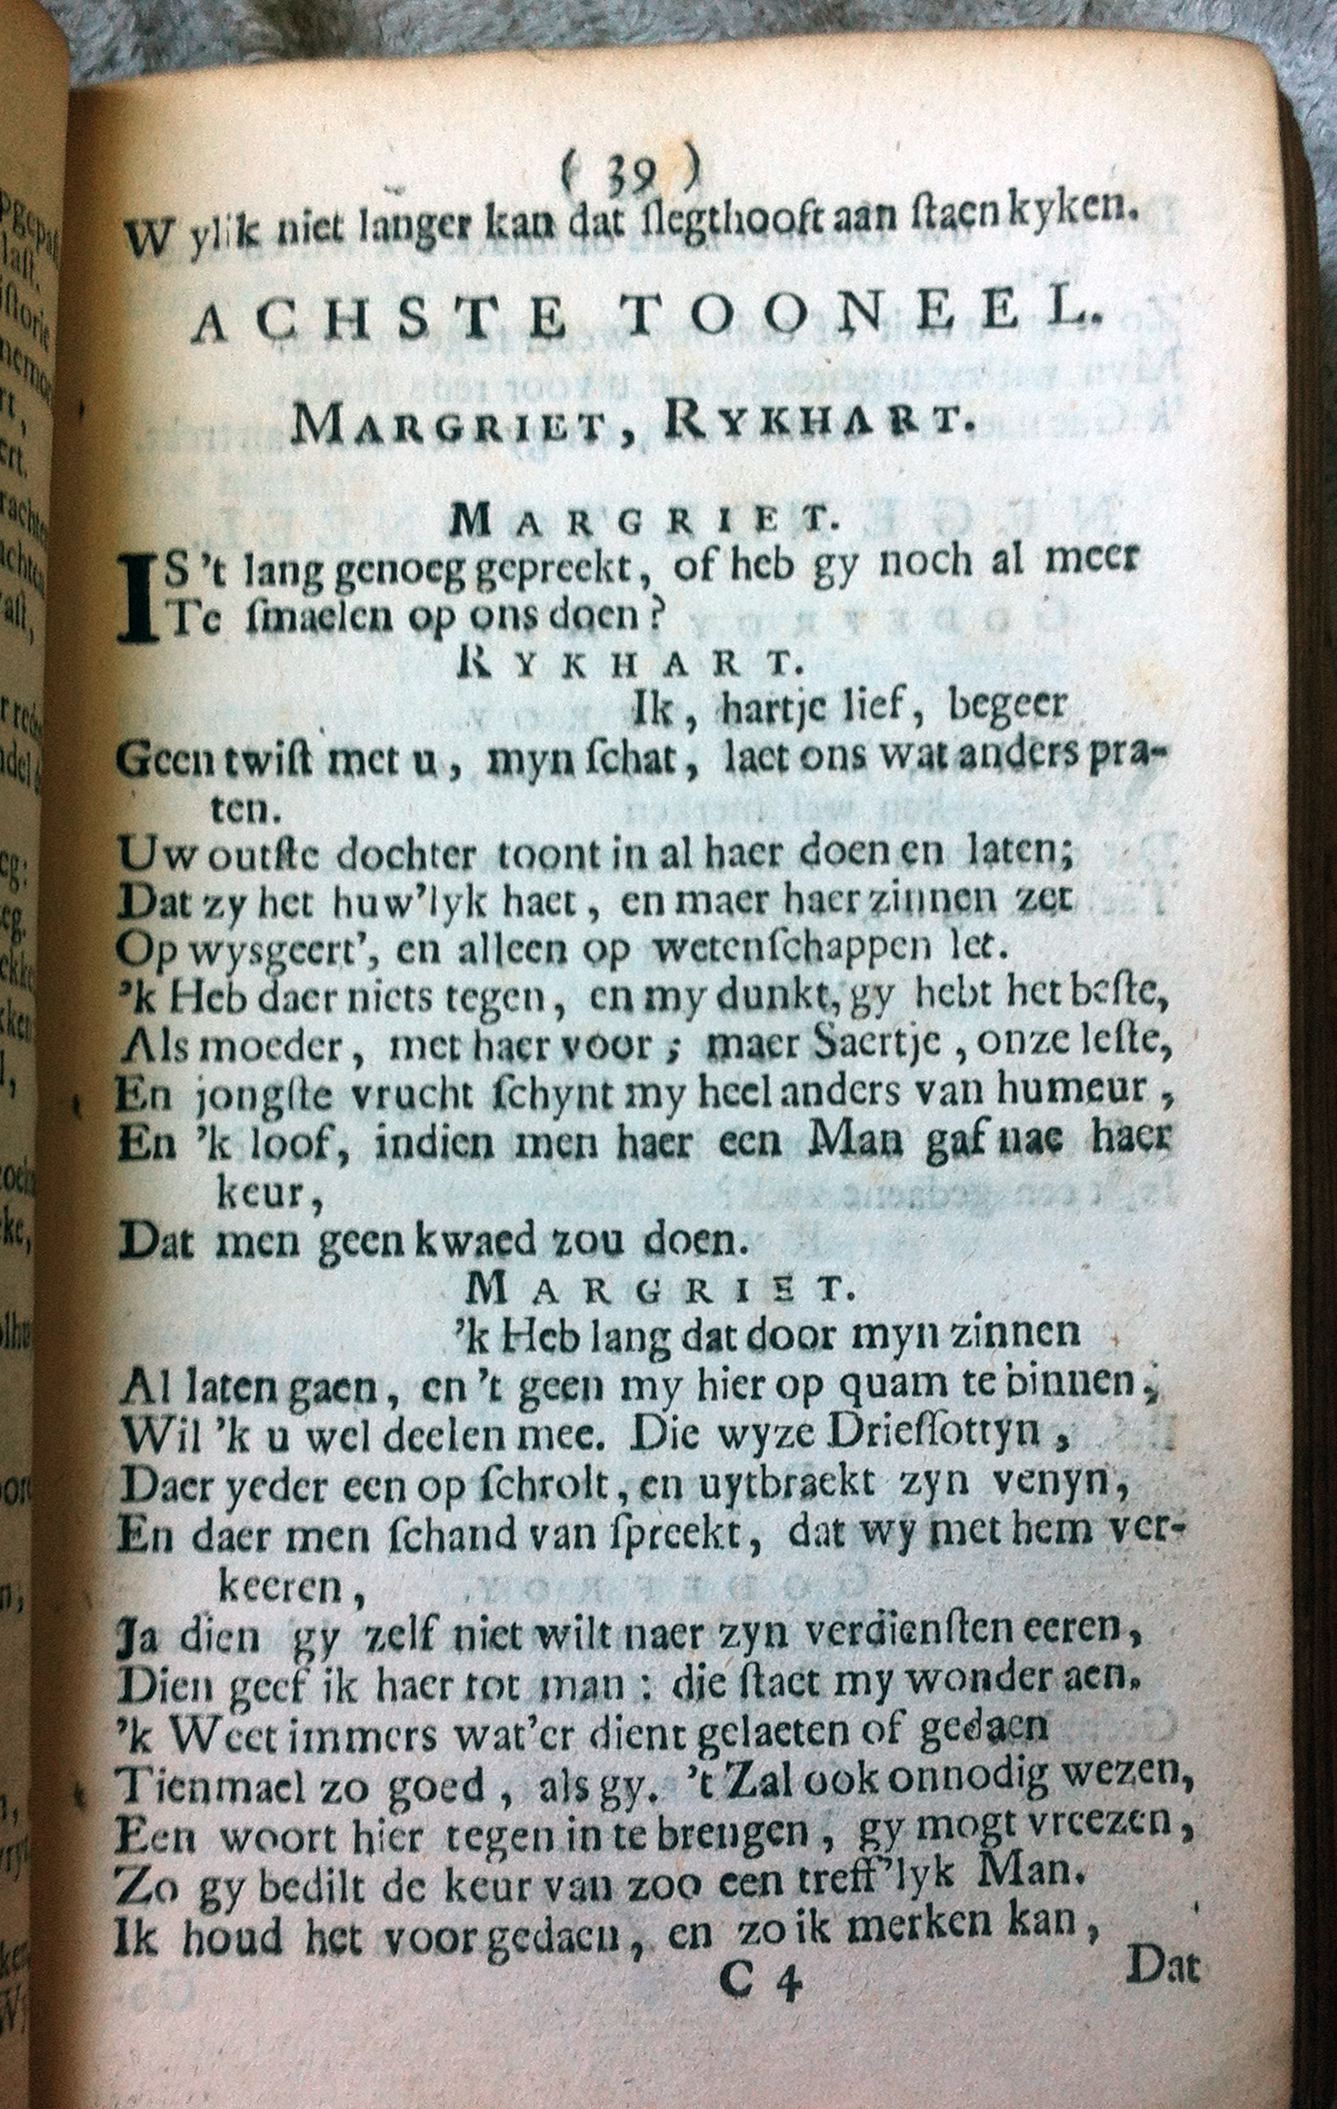 ( 39 )
Wylik niet langer kan dat ſlegthooft aan ſtaen kyken.
ACHSTE TOONEEL.
MARGRIET, RYKHART.
MARGRIET.
IS 't lang genoeg gepreekt, of heb gy noch al meer
Te ſmaelen op ons doen?
RYKHART.
Ik, hartje lief, begeer
Geen twiſt met u, myn ſchat, laet ons wat anders pra-
ten.
Uw outſte dochter toont in al haer doen en laten;
Dat zy het huw'lyk haet, en maer haer zinnen zet
Op wysgeert', en alleen op wetenſchappen let.
'k Heb daer niets tegen, en my dunkt, gy hebt het beſte,
Als moeder, met haer voor; maer Saertje, onze leſte,
En jongſte vrucht ſchynt my heel anders van humeur,
En 'k loof, indien men haer een Man gaf nae haer
keur,
Dat men geen kwaed zou doen.
MARGRIET.
'k Heb lang dat door myn zinnen
Al laten gaen, en 't geen my hier op quam te binnen,
Wil 'k u wel deelen mee. Die wyze Drieſſottyn,
Daer yeder een op ſchrolt, en uytbraekt zyn venyn,
En daer men ſchand van ſpreekt, dat wy met hem ver-
keeren,
Ja dien gy zelf niet wilt naer zyn verdienſten eeren,
Dien geef ik haer tot man: die ſtaet my wonder aen.
'k Weet immers wat'er dient gelaeten of gedaen
Tienmael zo goed, als gy. 't Zal ook onnodig wezen,
Een woort hier tegen in te brengen, gy mogt vreezen,
Zo gy bedilt de keur van zoo een treff'lyk Man.
Ik houd het voor gedaen, en zo ik merken kan,
C 4
Dat